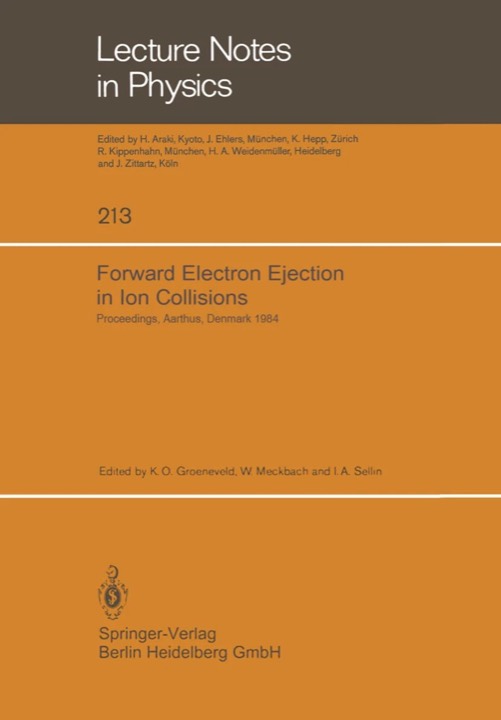 Lecture Notes
in Physics
Edited by H. Araki, Kyoto, J. Ehlers, München, K. Hepp, Zürich
R. Kippenhahn, München, H. A. Weidenmüller, Heidelberg
and J. Zittartz, Köln
213
Forward Electron Ejection
in Ion Collisions
Proceedings, Aarthus, Denmark 1984
Edited by K. O. Groeneveld, W. Meckbach and I. A. Sellin
Springer-Verlag
Berlin Heidelberg GmbH